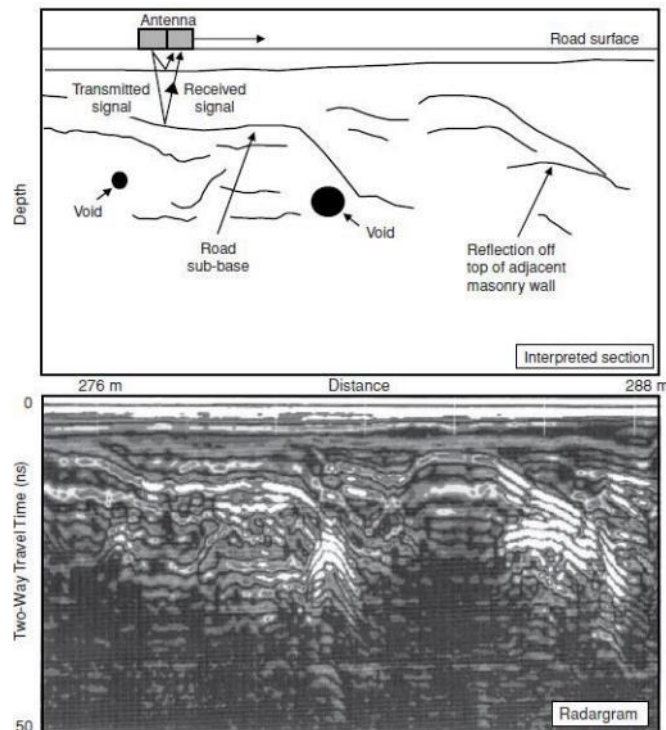 Antenna
Road surface
Transmitted Received
signal signal
Depth
Void
Void
Road
sub-base
Reflection off
top of adjacent
masonry wall
Interpreted section
276 m Distance 288 m
0
Two-Way Travel Time (ns)
50
Radargram